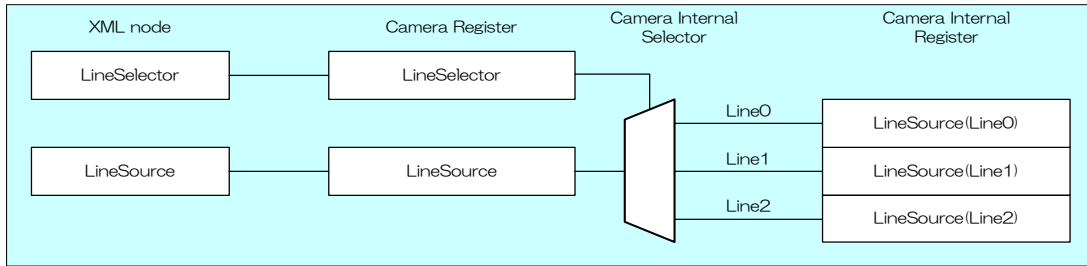 XML node
Camera Register
Camera Internal
Selector
Camera Internal
Register
LineSelector
LineSelector
Line0
LineSource(Line0)
LineSource
LineSource
Line1
LineSource(Line1)
Line2
LineSource(Line2)